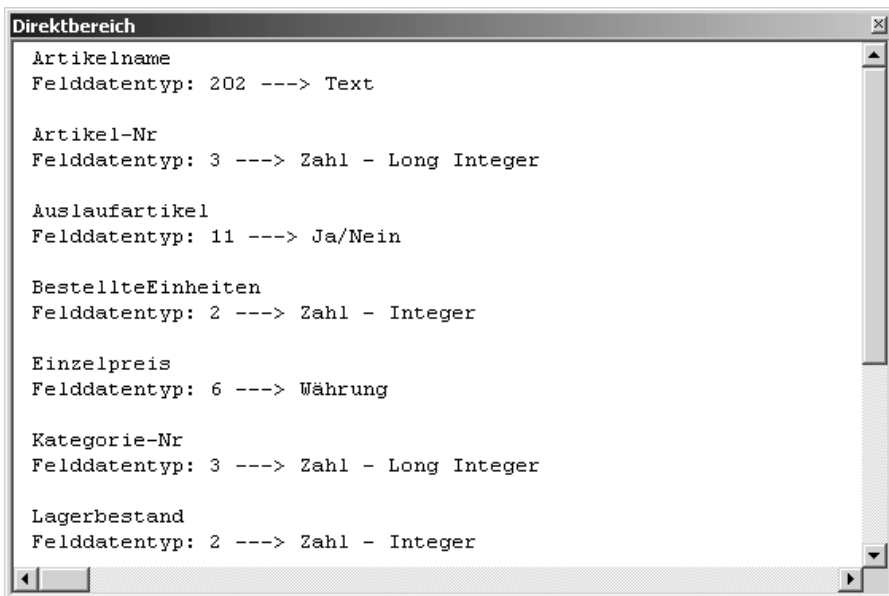 Direktbereich
Artikelname
Felddatentyp: 202 ---> Text
Artikel-Nr
Felddatentyp: 3 ---> Zahl - Long Integer
Auslaufartikel
Felddatentyp: 11 ---> Ja/Nein
BestellteEinheiten
Felddatentyp: 2 ---> Zahl - Integer
Einzelpreis
Felddatentyp: 6 ---> Währung
Kategorie-Nr
Felddatentyp: 3 ---> Zahl - Long Integer
Lagerbestand
Felddatentyp: 2 ---> Zahl - Integer